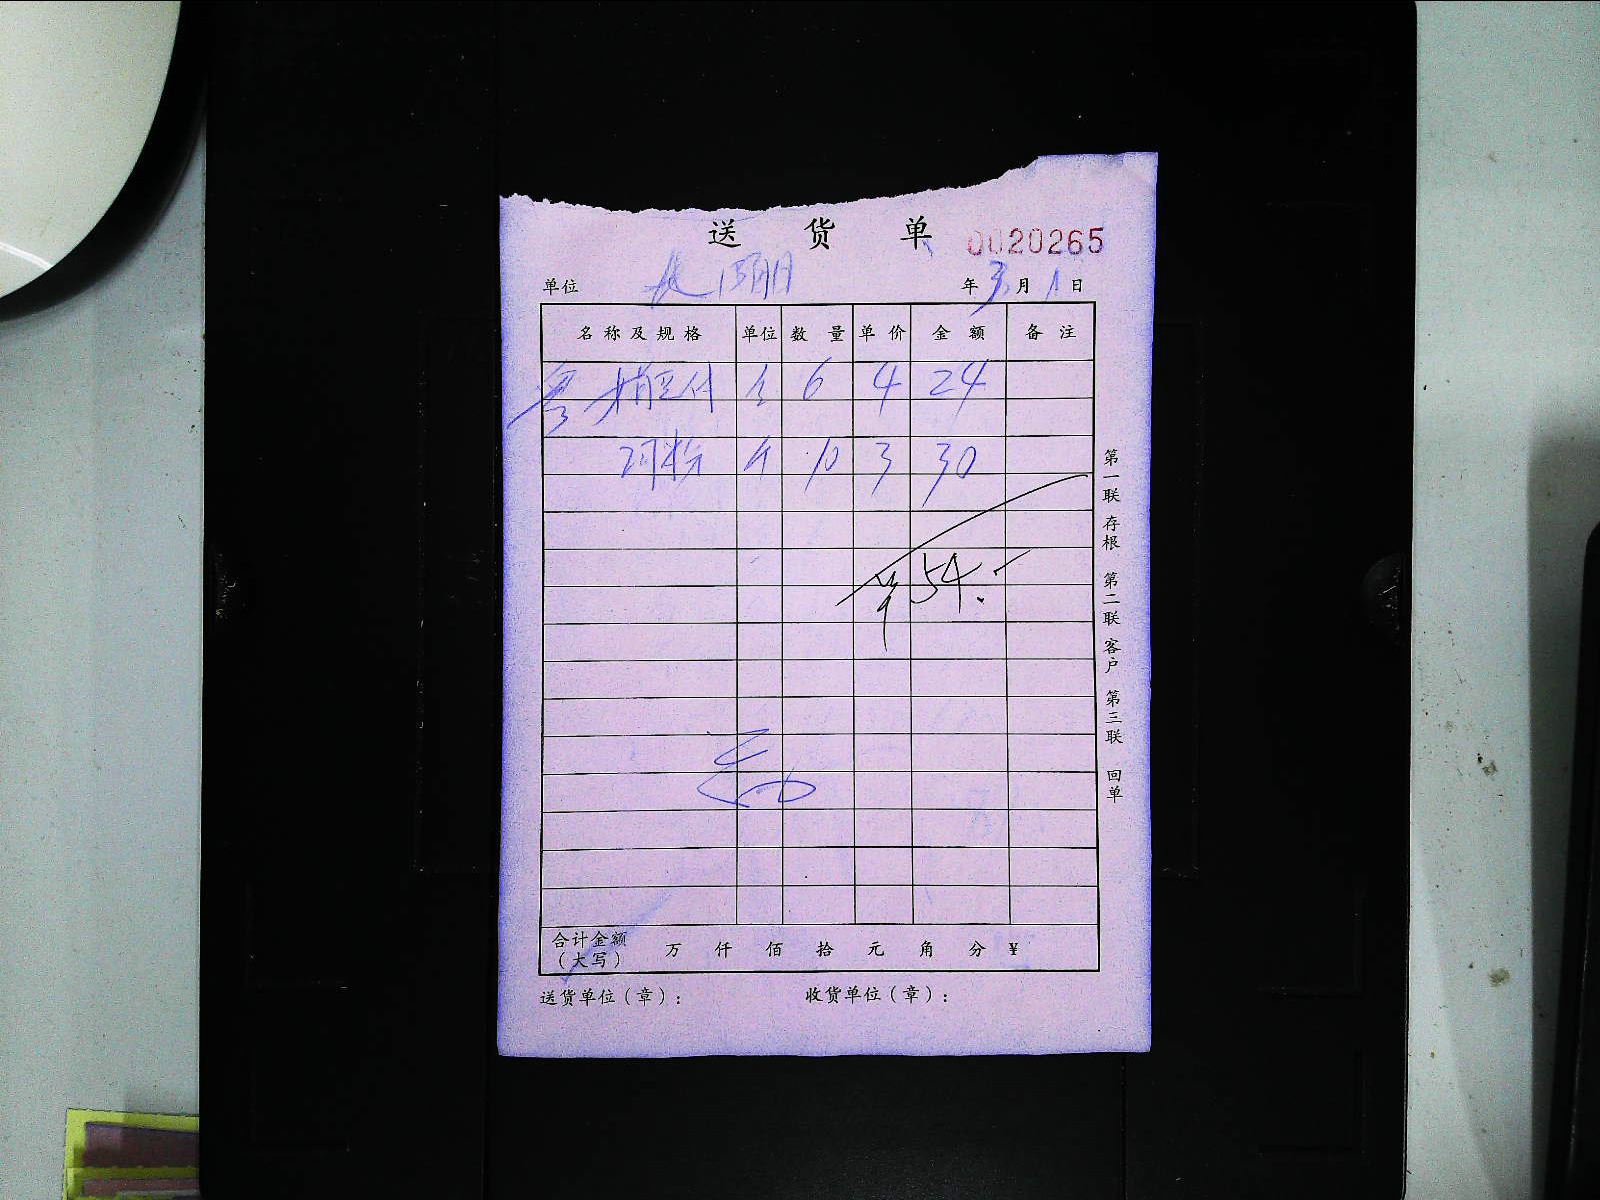 送 货 单 0020265
单位 年 3 月 1 日
名称及规格 单位 数量 单价 金额 备注
6 4 24
河粉 斤 10 3 30
¥54.-
合计金额（大写） 万 仟 佰 拾 元 角 分 ¥
送货单位（章）： 收货单位（章）：
第一联 存根 第二联 客户 第三联 回单